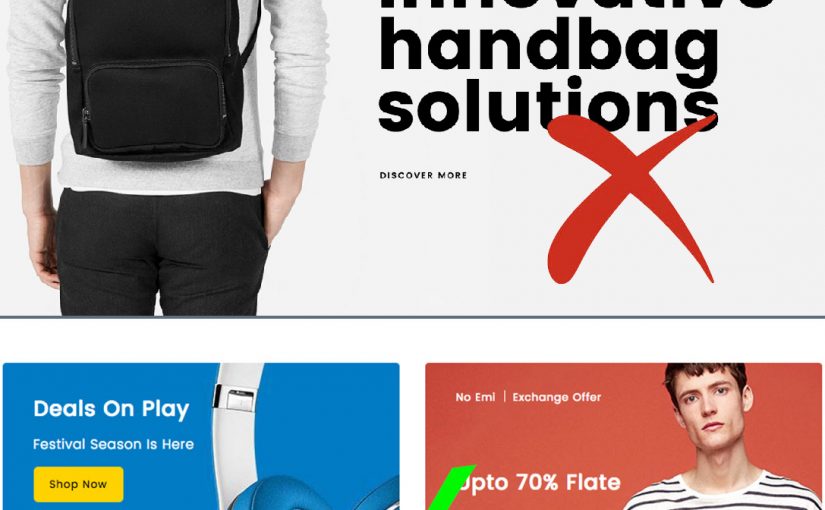 innovative
handbag
solutions
DISCOVER MORE
Deals On Play
Festival Season Is Here
Shop Now
No Emi | Exchange Offer
Upto 70% Flate